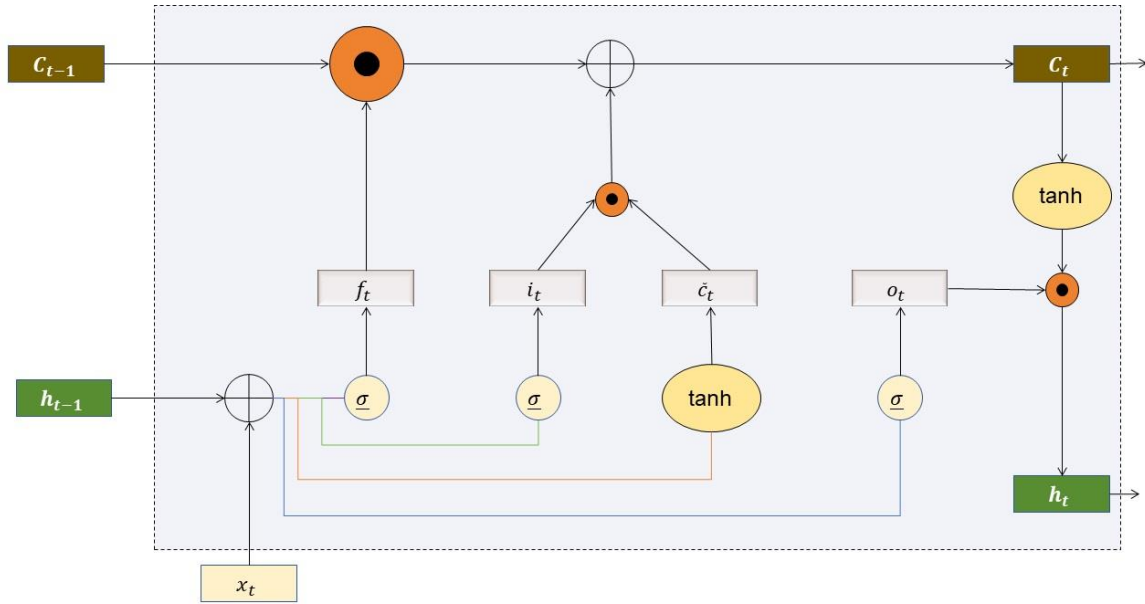 C_{t-1}
C_t
tanh
f_t
i_t
č_t
o_t
h_{t-1}
σ
σ
tanh
σ
h_t
x_t